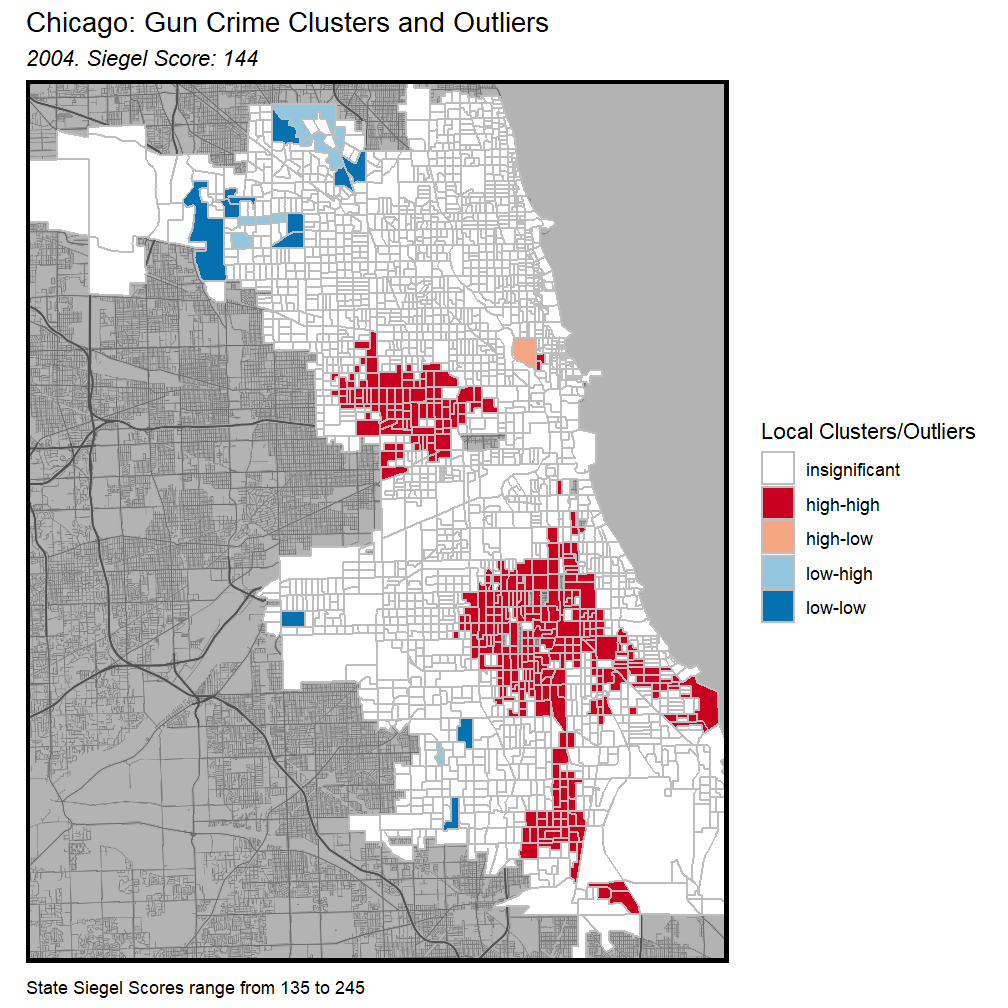 Chicago: Gun Crime Clusters and Outliers
2004. Siegel Score: 144
Local Clusters/Outliers
insignificant
high-high
high-low
low-high
low-low
State Siegel Scores range from 135 to 245